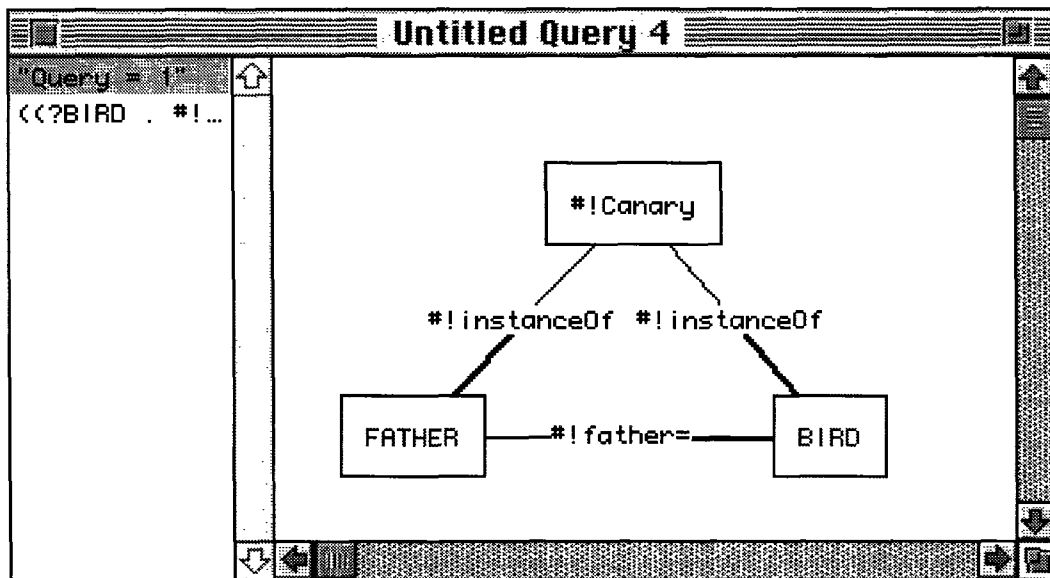 Untitled Query 4
"Query = 1"
((?BIRD . #!…
#!Canary
#!instanceOf #!instanceOf
FATHER #!father= BIRD